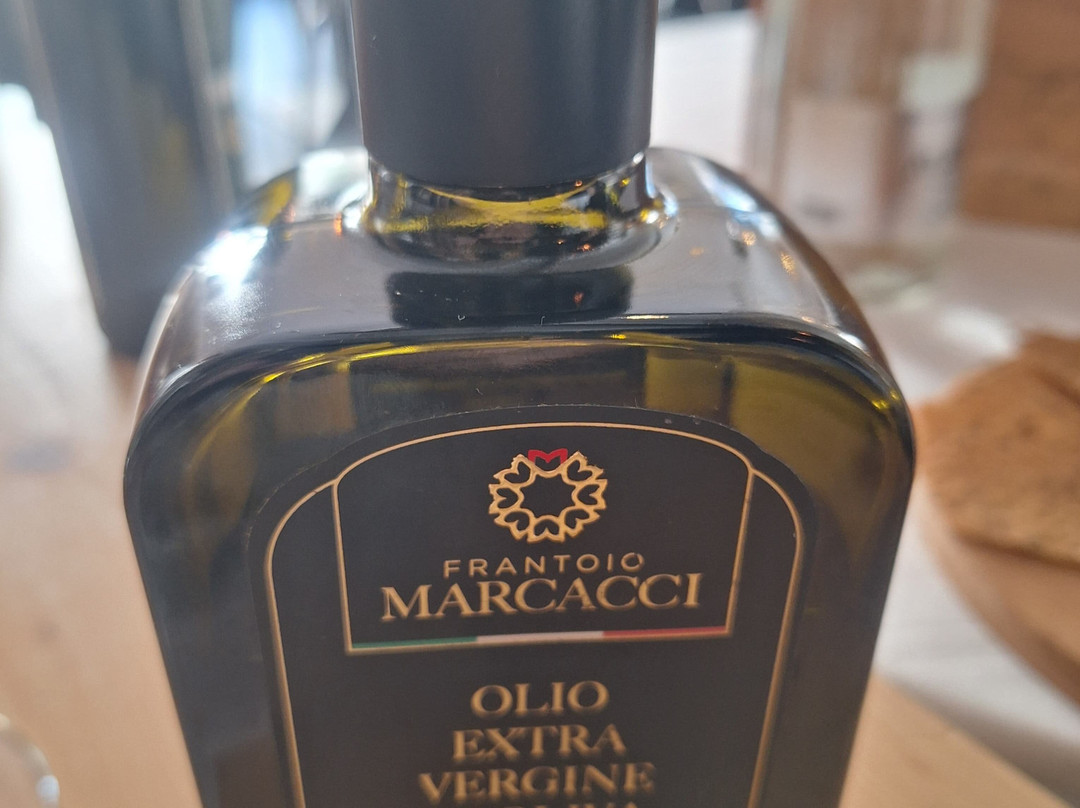 FRANTOIO
MARCACCI
OLIO
EXTRA
VERGINE